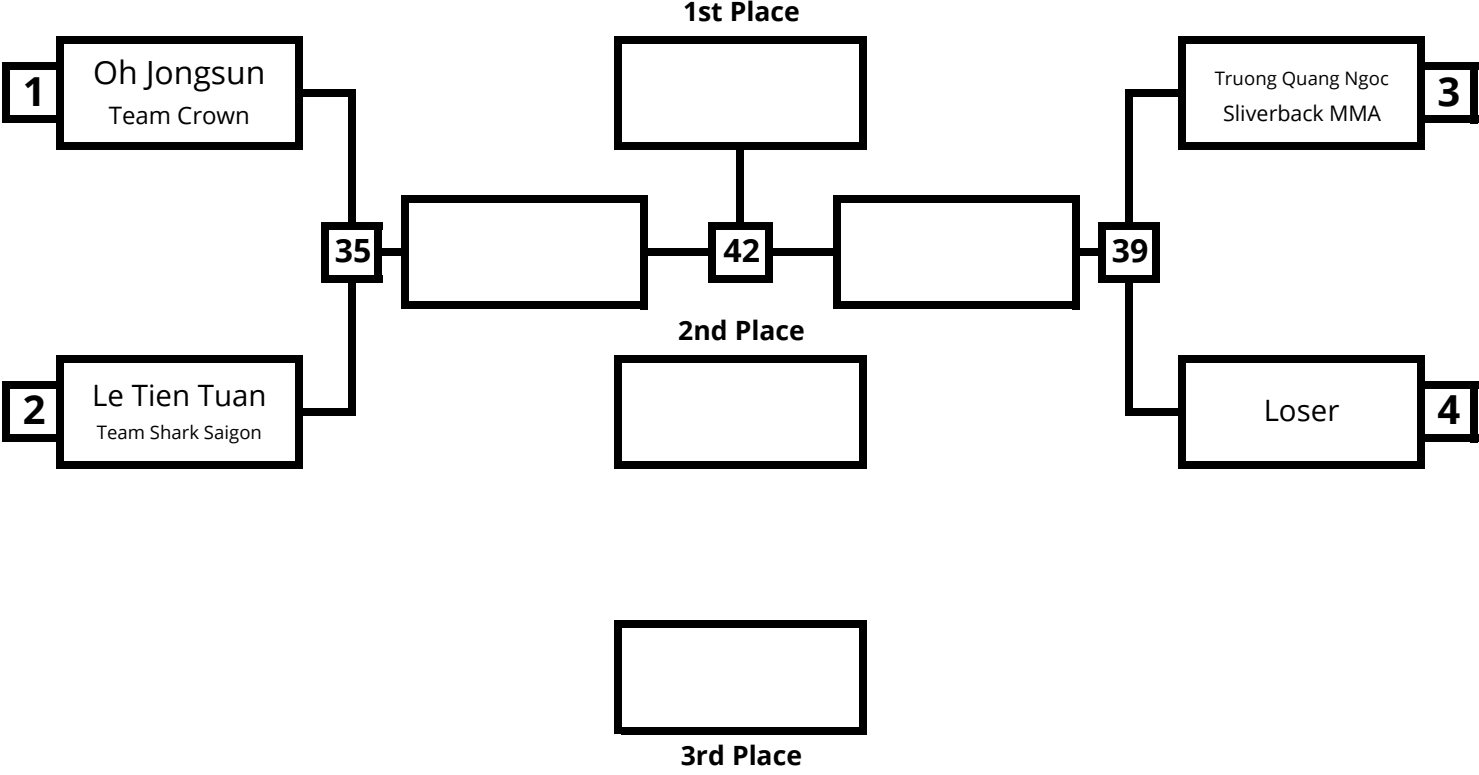 1st Place
1
Oh Jongsun
Team Crown
Truong Quang Ngoc
Sliverback MMA
3
35
42
39
2nd Place
2
Le Tien Tuan
Team Shark Saigon
Loser
4
3rd Place